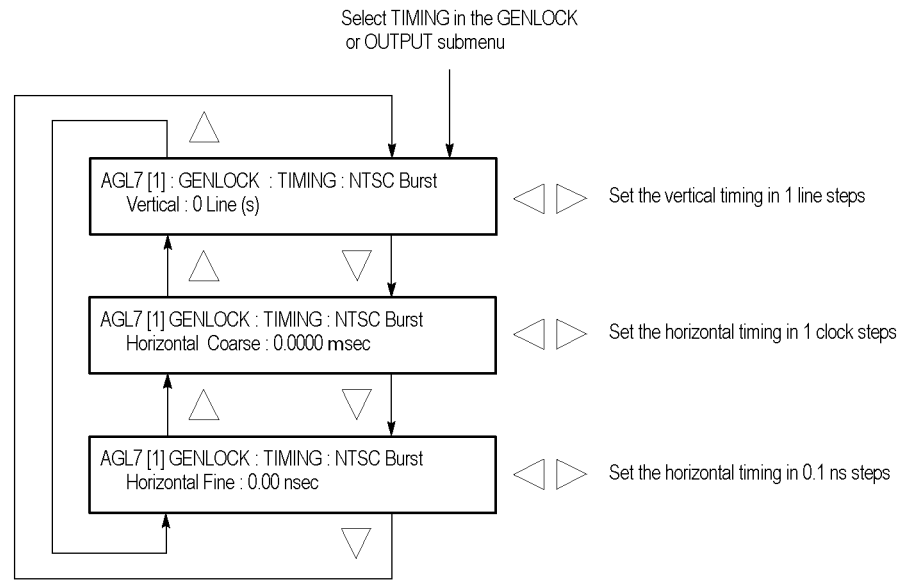 Select TIMING in the GENLOCK
or OUTPUT submenu
AGL7 [1] : GENLOCK : TIMING : NTSC Burst
Vertical : 0 Line (s)
Set the vertical timing in 1 line steps
AGL7 [1] GENLOCK : TIMING : NTSC Burst
Horizontal Coarse : 0.0000 msec
Set the horizontal timing in 1 clock steps
AGL7 [1] GENLOCK : TIMING : NTSC Burst
Horizontal Fine : 0.00 nsec
Set the horizontal timing in 0.1 ns steps